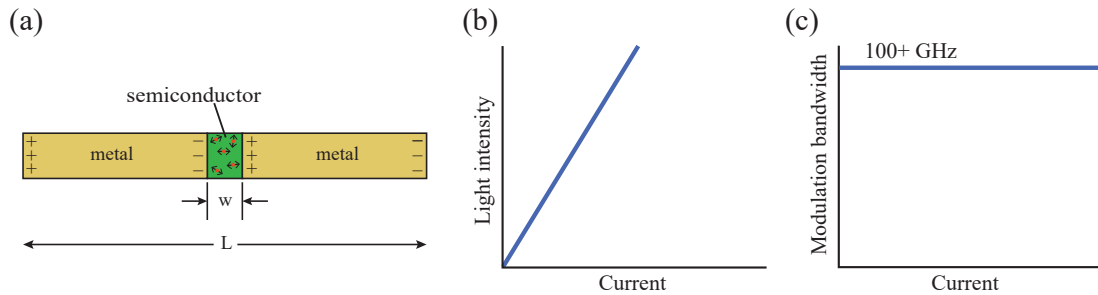 (a)
semiconductor
+ − + −
+ metal − + metal −
+ − + −
w
L
(b)
Light intensity
Current
(c)
100+ GHz
Modulation bandwidth
Current